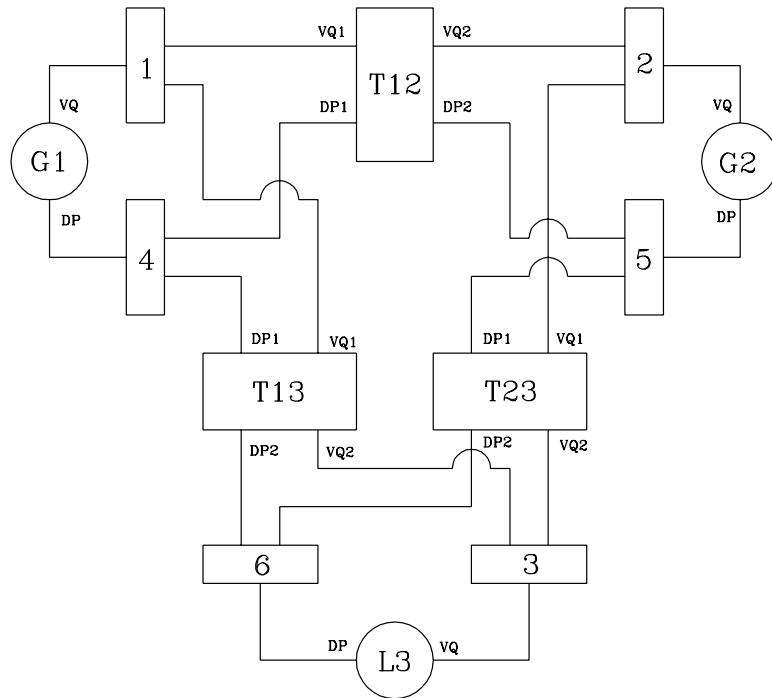 VQ1 VQ2
1 T12 2
VQ DP1 DP2 VQ
G1 G2
DP DP
4 5
DP1 VQ1 DP1 VQ1
T13 T23
DP2 VQ2 DP2 VQ2
6 3
DP L3 VQ